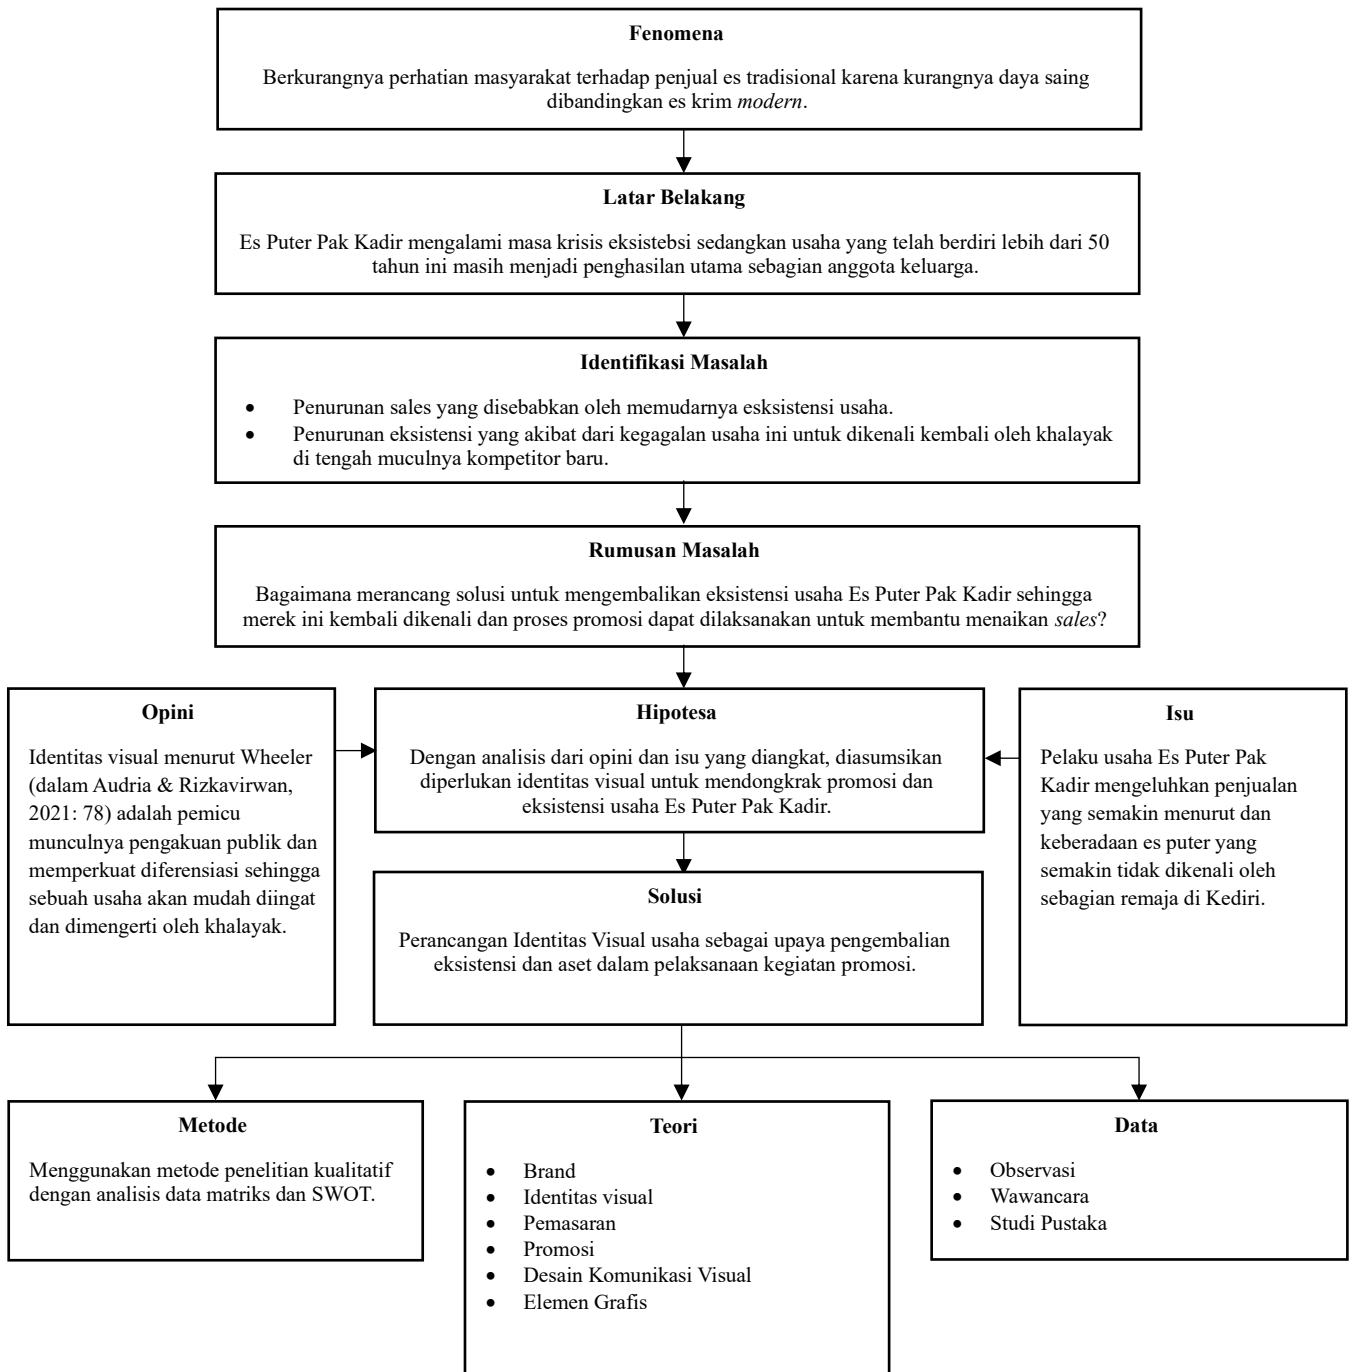 Fenomena
Berkurangnya perhatian masyarakat terhadap penjual es tradisional karena kurangnya daya saing
dibandingkan es krim modern.
Latar Belakang
Es Puter Pak Kadir mengalami masa krisis eksistebsi sedangkan usaha yang telah berdiri lebih dari 50
tahun ini masih menjadi penghasilan utama sebagian anggota keluarga.
Identifikasi Masalah
• Penurunan sales yang disebabkan oleh memudarnya esksistensi usaha.
• Penurunan eksistensi yang akibat dari kegagalan usaha ini untuk dikenali kembali oleh khalayak
di tengah muculnya kompetitor baru.
Rumusan Masalah
Bagaimana merancang solusi untuk mengembalikan eksistensi usaha Es Puter Pak Kadir sehingga
merek ini kembali dikenali dan proses promosi dapat dilaksanakan untuk membantu menaikan sales?
Opini
Identitas visual menurut Wheeler
(dalam Audria & Rizkavirwan,
2021: 78) adalah pemicu
munculnya pengakuan publik dan
memperkuat diferensiasi sehingga
sebuah usaha akan mudah diingat
dan dimengerti oleh khalayak.
Hipotesa
Dengan analisis dari opini dan isu yang diangkat, diasumsikan
diperlukan identitas visual untuk mendongkrak promosi dan
eksistensi usaha Es Puter Pak Kadir.
Isu
Pelaku usaha Es Puter Pak
Kadir mengeluhkan penjualan
yang semakin menurut dan
keberadaan es puter yang
semakin tidak dikenali oleh
sebagian remaja di Kediri.
Solusi
Perancangan Identitas Visual usaha sebagai upaya pengembalian
eksistensi dan aset dalam pelaksanaan kegiatan promosi.
Metode
Menggunakan metode penelitian kualitatif
dengan analisis data matriks dan SWOT.
Teori
• Brand
• Identitas visual
• Pemasaran
• Promosi
• Desain Komunikasi Visual
• Elemen Grafis
Data
• Observasi
• Wawancara
• Studi Pustaka